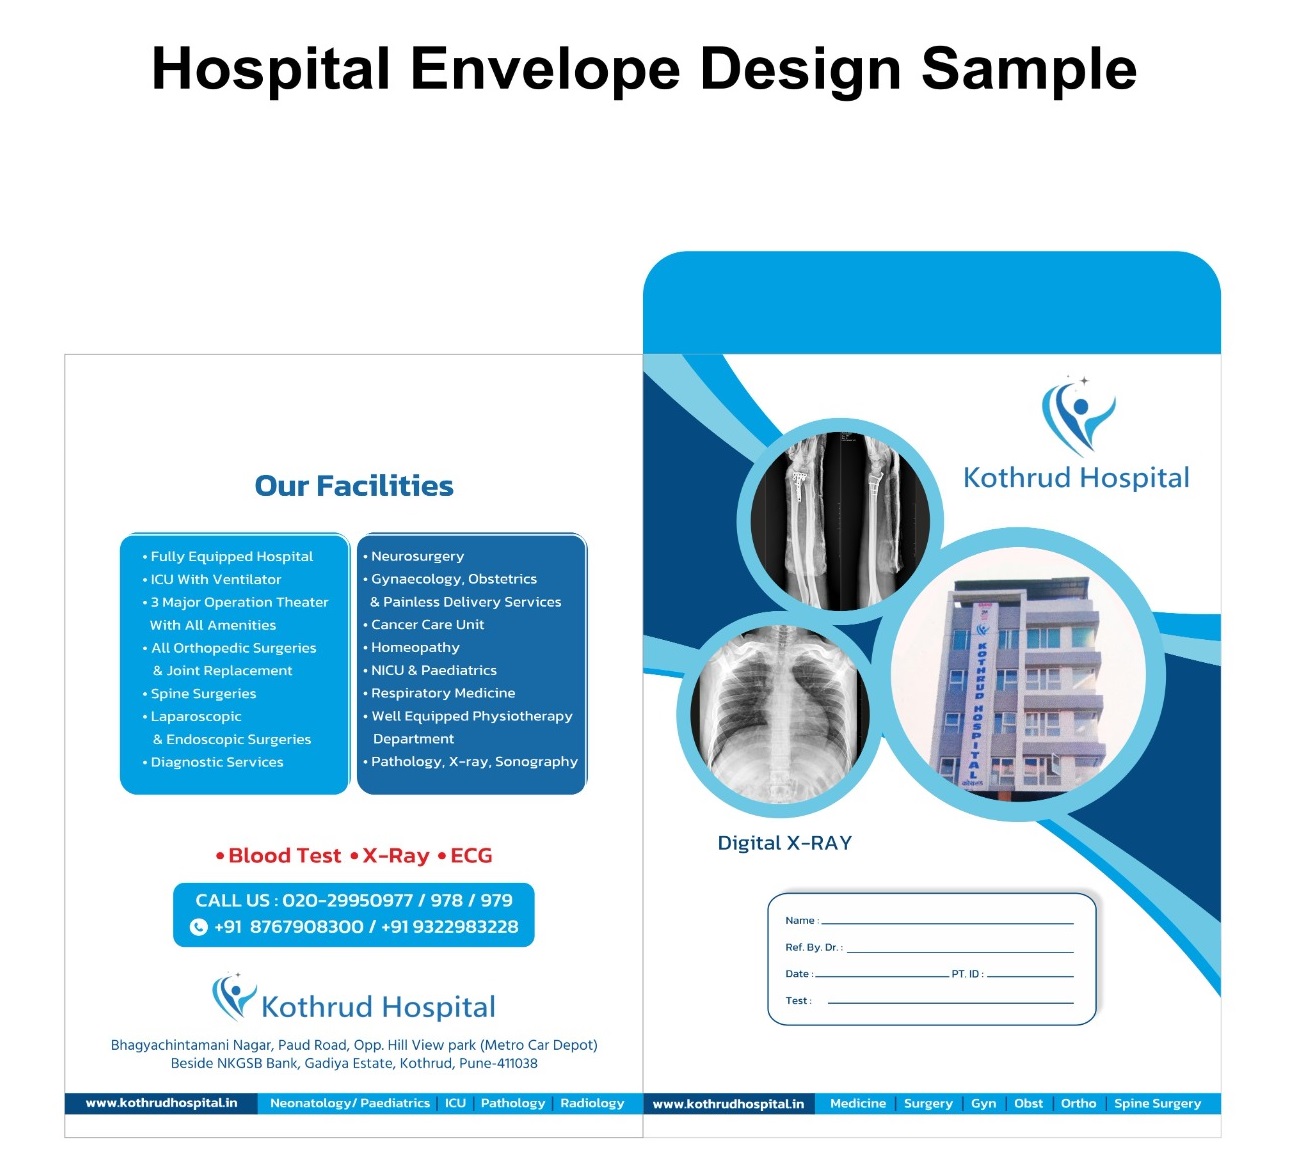 Hospital Envelope Design Sample
Our Facilities
• Fully Equipped Hospital
• ICU With Ventilator
• 3 Major Operation Theater
With All Amenities
• All Orthopedic Surgeries
& Joint Replacement
• Spine Surgeries
• Laparoscopic
& Endoscopic Surgeries
• Diagnostic Services
• Neurosurgery
• Gynaecology, Obstetrics
& Painless Delivery Services
• Cancer Care Unit
• Homeopathy
• NICU & Paediatrics
• Respiratory Medicine
• Well Equipped Physiotherapy
Department
• Pathology, X-ray, Sonography
• Blood Test • X-Ray • ECG
CALL US : 020-29950977 / 978 / 979
+91 8767908300 / +91 9322983228
Kothrud Hospital
Bhagyachintamani Nagar, Paud Road, Opp. Hill View park (Metro Car Depot)
Beside NKGSB Bank, Gadiya Estate, Kothrud, Pune-411038
www.kothrudhospital.in Neonatology/ Paediatrics | ICU | Pathology | Radiology
Kothrud Hospital
KOTHRUD HOSPITAL
Digital X-RAY
Name :
Ref. By. Dr. :
Date : PT. ID :
Test :
www.kothrudhospital.in Medicine | Surgery | Gyn | Obst | Ortho | Spine Surgery